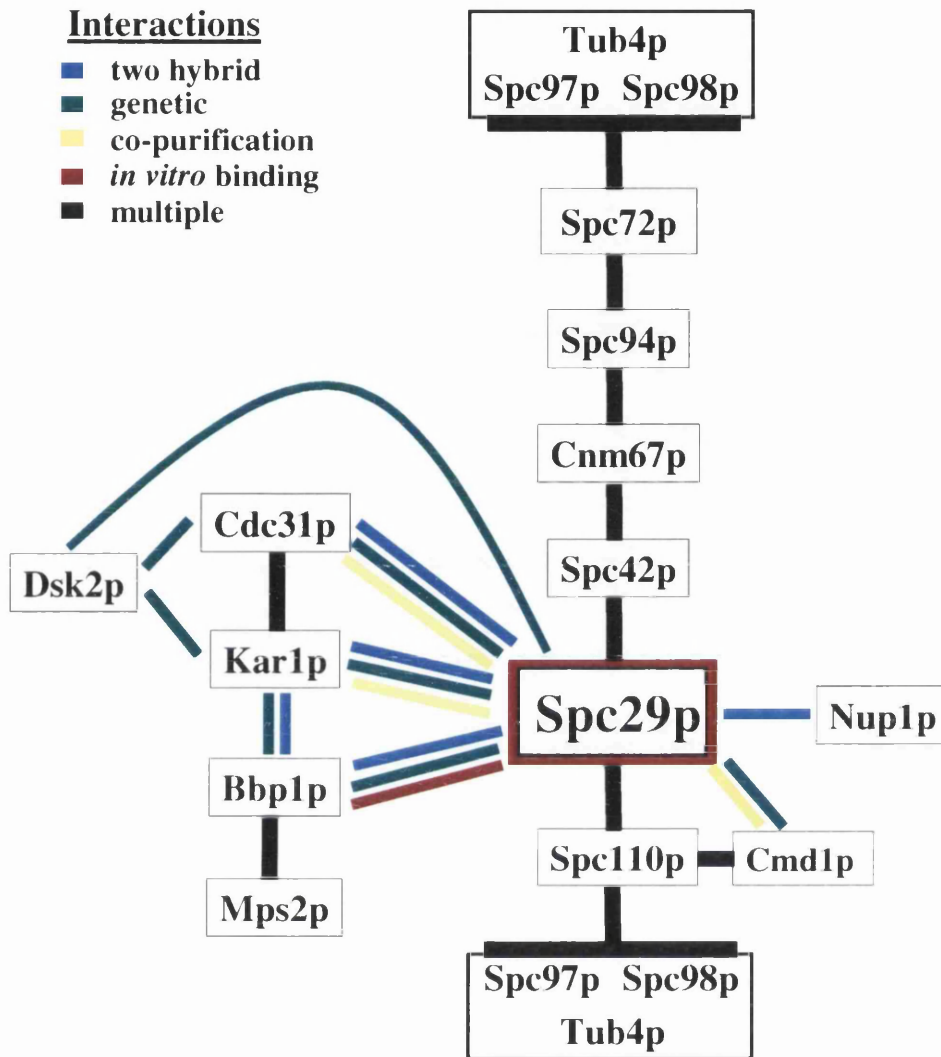 Interactions
two hybrid
genetic
co-purification
in vitro binding
multiple
Tub4p
Spc97p Spc98p
Spc72p
Spc94p
Cnm67p
Spc42p
Cdc31p
Dsk2p
Kar1p
Spc29p
Nup1p
Bbp1p
Spc110p
Cmd1p
Mps2p
Spc97p Spc98p
Tub4p